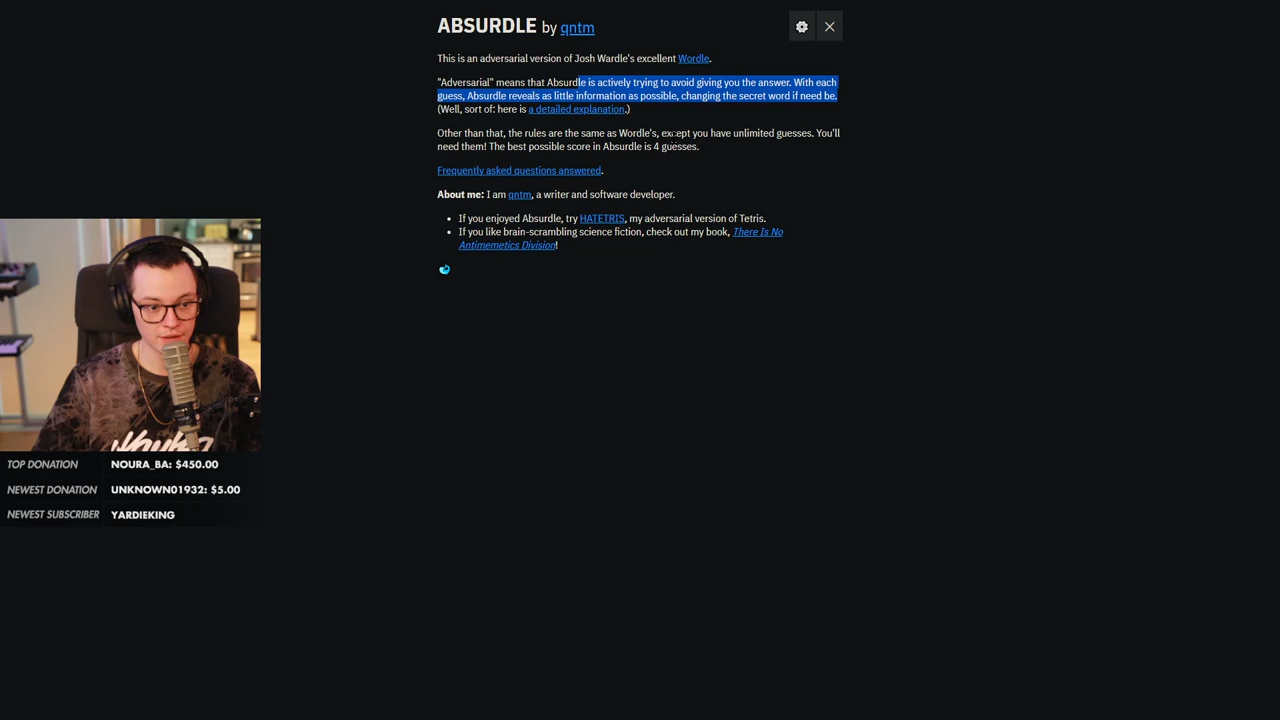 ABSURDLE by qntm
This is an adversarial version of Josh Wardle's excellent Wordle.
"Adversarial" means that Absurdle is actively trying to avoid giving you the answer. With each
guess, Absurdle reveals as little information as possible, changing the secret word if need be.
(Well, sort of: here is a detailed explanation.)
Other than that, the rules are the same as Wordle's, except you have unlimited guesses. You'll
need them! The best possible score in Absurdle is 4 guesses.
Frequently asked questions answered.
About me: I am qntm, a writer and software developer.
If you enjoyed Absurdle, try HATETRIS, my adversarial version of Tetris.
If you like brain-scrambling science fiction, check out my book, There Is No
Antimemetics Division!
TOP DONATION NOURA_BA: $450.00
NEWEST DONATION UNKNOWN01932: $5.00
NEWEST SUBSCRIBER YARDIEKING